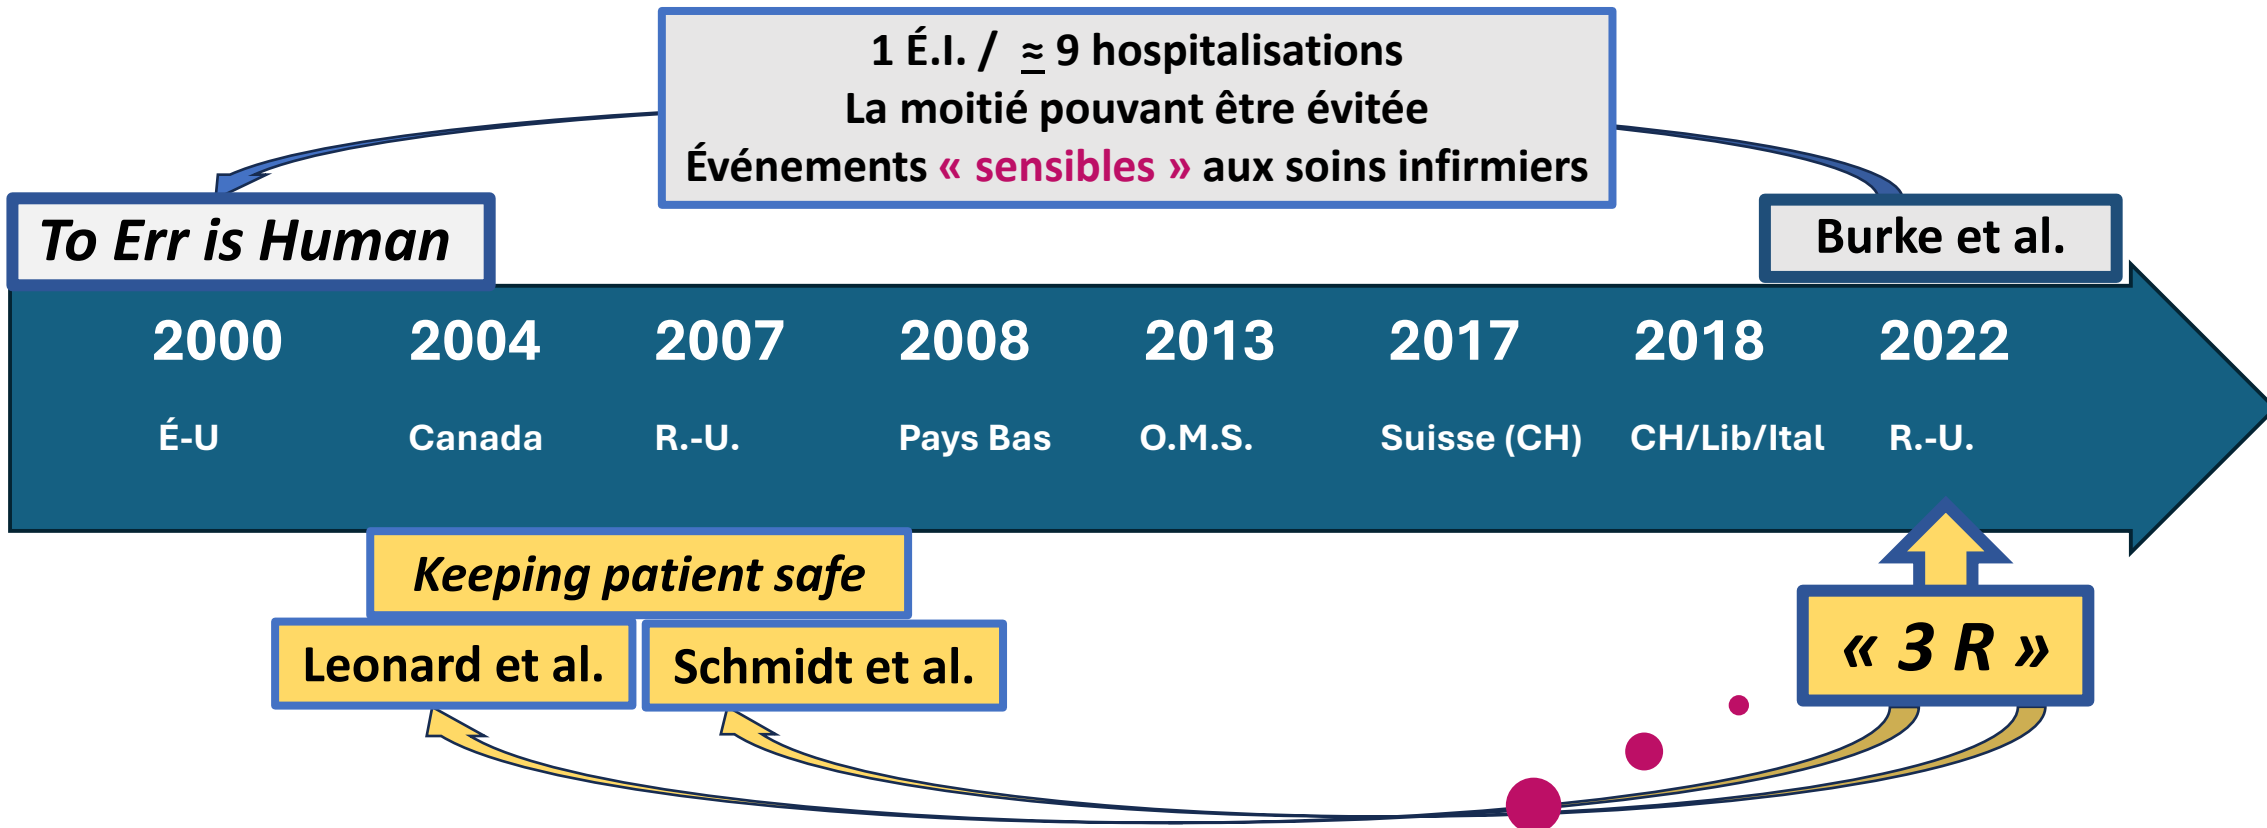 1 É.I. / ≈ 9 hospitalisations
La moitié pouvant être évitée
Événements « sensibles » aux soins infirmiers
To Err is Human
Burke et al.
2000 2004 2007 2008 2013 2017 2018 2022
É-U Canada R.-U. Pays Bas O.M.S. Suisse (CH) CH/Lib/Ital R.-U.
Keeping patient safe
Leonard et al.
Schmidt et al.
« 3 R »